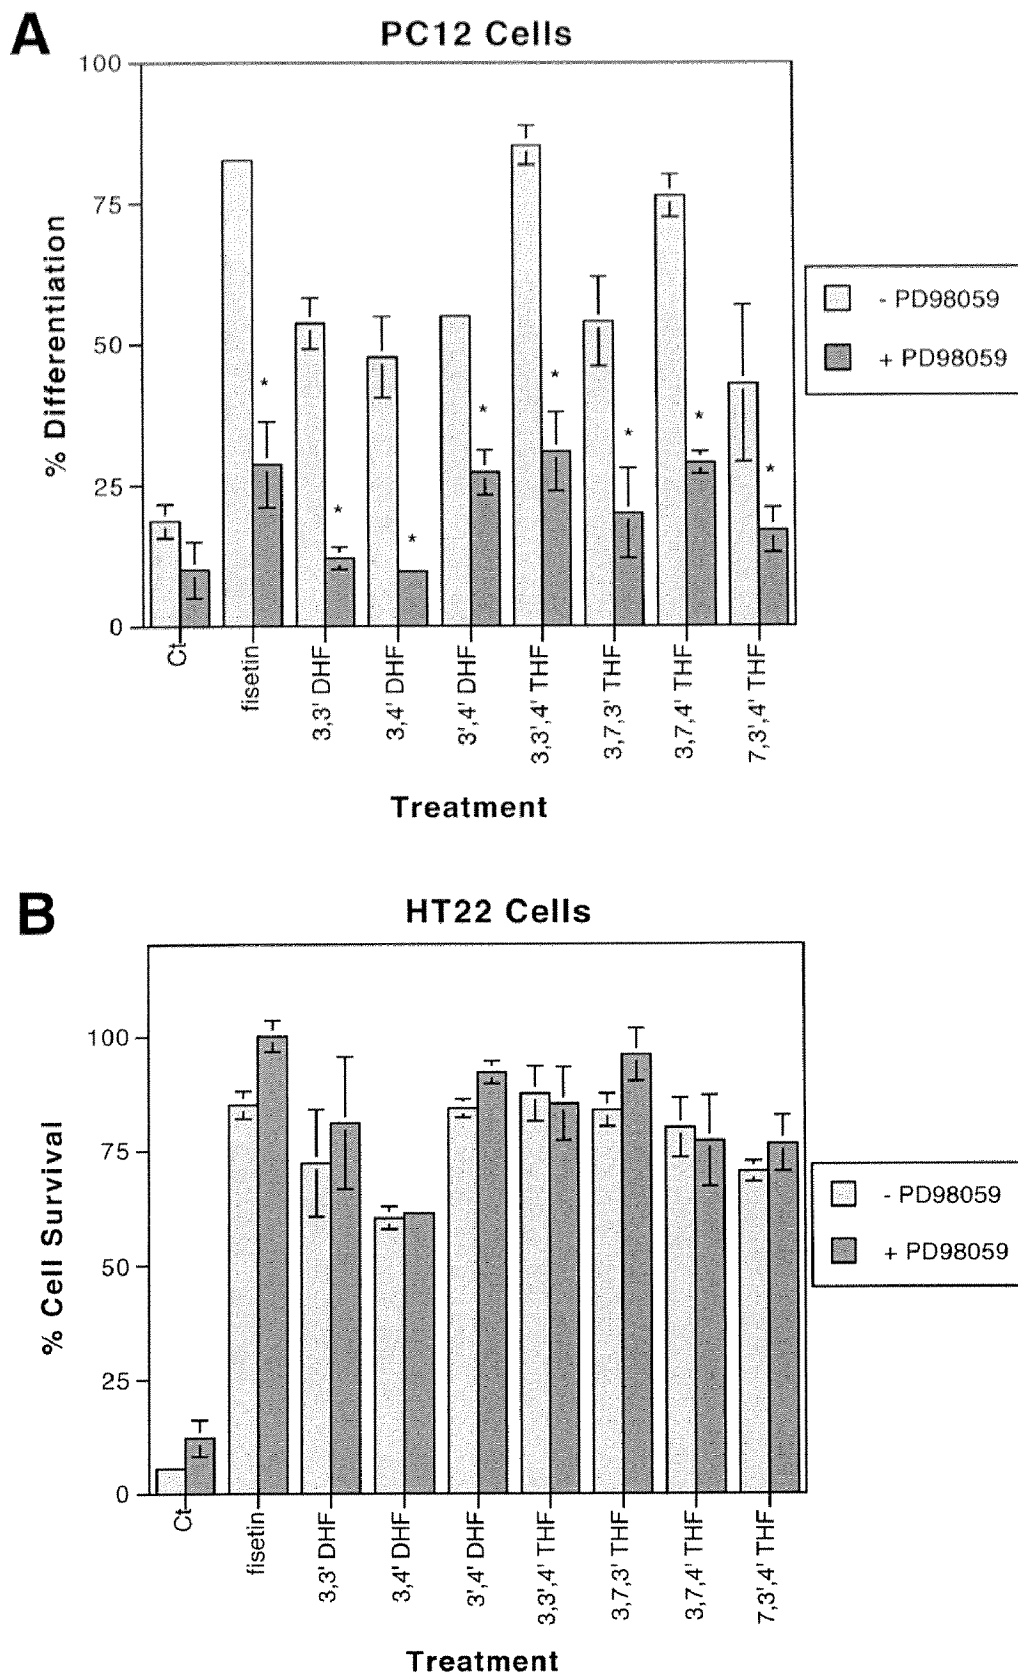 A
PC12 Cells
100
75
50
25
0
% Differentiation
*
*
*
*
*
*
*
*
- PD98059
+ PD98059
Ct
fisetin
3,3' DHF
3,4' DHF
3',4' DHF
3,3',4' THF
3,7,3' THF
3,7,4' THF
7,3',4' THF
Treatment
B
HT22 Cells
100
75
50
25
0
% Cell Survival
- PD98059
+ PD98059
Ct
fisetin
3,3' DHF
3,4' DHF
3',4' DHF
3,3',4' THF
3,7,3' THF
3,7,4' THF
7,3',4' THF
Treatment